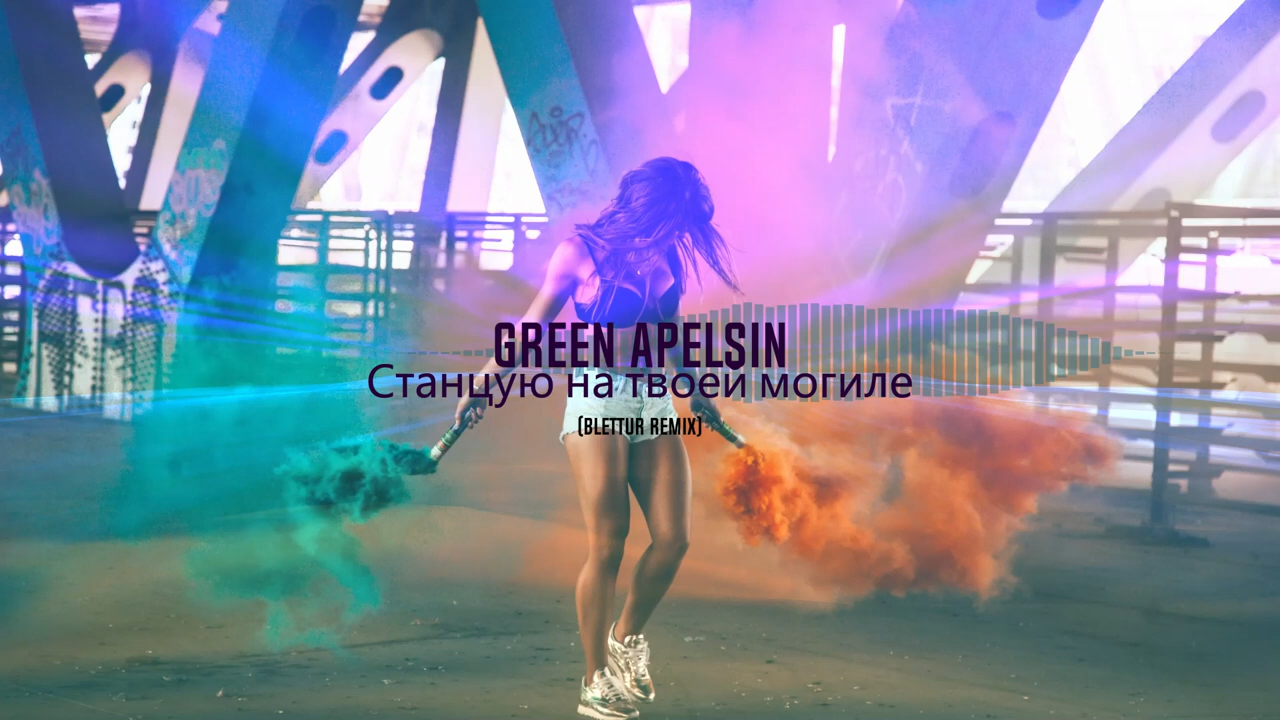 GREEN APELSIN
Станцую на твоей могиле
(BLETTUR REMIX)